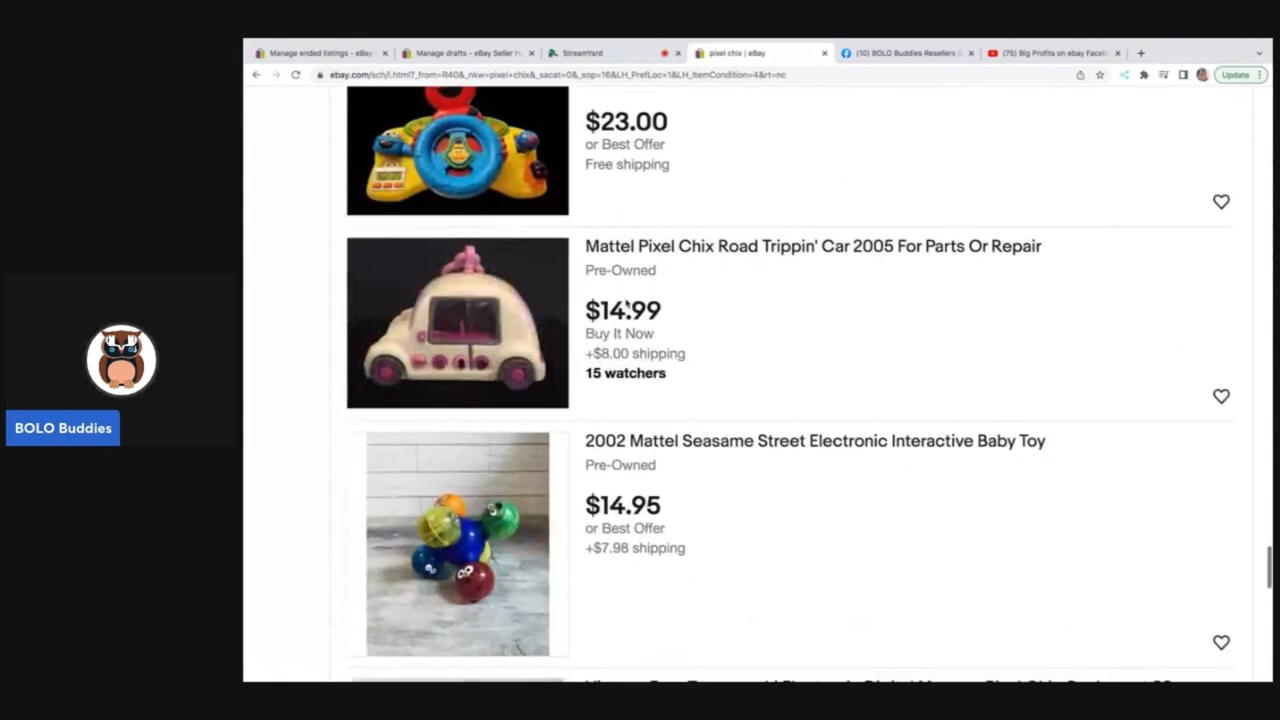 Manage ended listings - eBay
Manage drafts - eBay Seller H
StreamYard
pixel chix | eBay
(10) BOLO Buddies Resellers &
(75) Big Profits on ebay Faceb
ebay.com/sch/i.html?_from=R40&_nkw=pixel+chix&_sacat=0&_sop=16&LH_PrefLoc=1&LH_ItemCondition=4&rt=nc
Update
$23.00
or Best Offer
Free shipping
Mattel Pixel Chix Road Trippin' Car 2005 For Parts Or Repair
Pre-Owned
$14.99
Buy It Now
+$8.00 shipping
15 watchers
BOLO Buddies
2002 Mattel Seasame Street Electronic Interactive Baby Toy
Pre-Owned
$14.95
or Best Offer
+$7.98 shipping